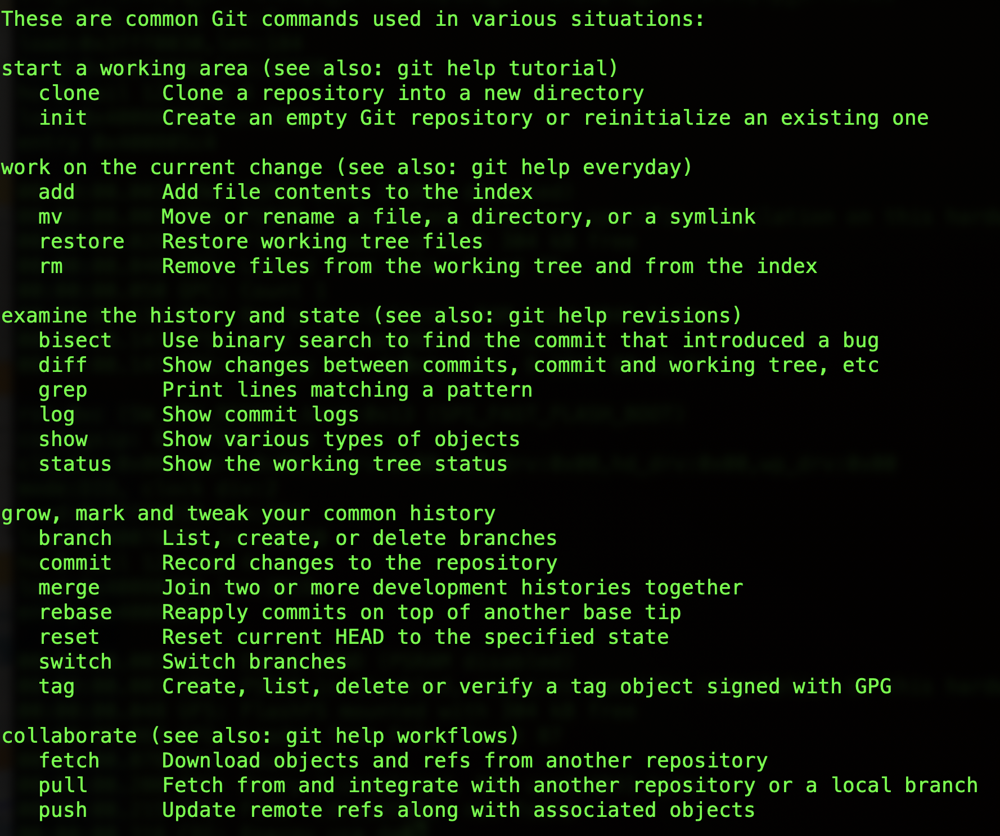 These are common Git commands used in various situations:

start a working area (see also: git help tutorial)
   clone     Clone a repository into a new directory
   init      Create an empty Git repository or reinitialize an existing one

work on the current change (see also: git help everyday)
   add       Add file contents to the index
   mv        Move or rename a file, a directory, or a symlink
   restore   Restore working tree files
   rm        Remove files from the working tree and from the index

examine the history and state (see also: git help revisions)
   bisect    Use binary search to find the commit that introduced a bug
   diff      Show changes between commits, commit and working tree, etc
   grep      Print lines matching a pattern
   log       Show commit logs
   show      Show various types of objects
   status    Show the working tree status

grow, mark and tweak your common history
   branch    List, create, or delete branches
   commit    Record changes to the repository
   merge     Join two or more development histories together
   rebase    Reapply commits on top of another base tip
   reset     Reset current HEAD to the specified state
   switch    Switch branches
   tag       Create, list, delete or verify a tag object signed with GPG

collaborate (see also: git help workflows)
   fetch     Download objects and refs from another repository
   pull      Fetch from and integrate with another repository or a local branch
   push      Update remote refs along with associated objects